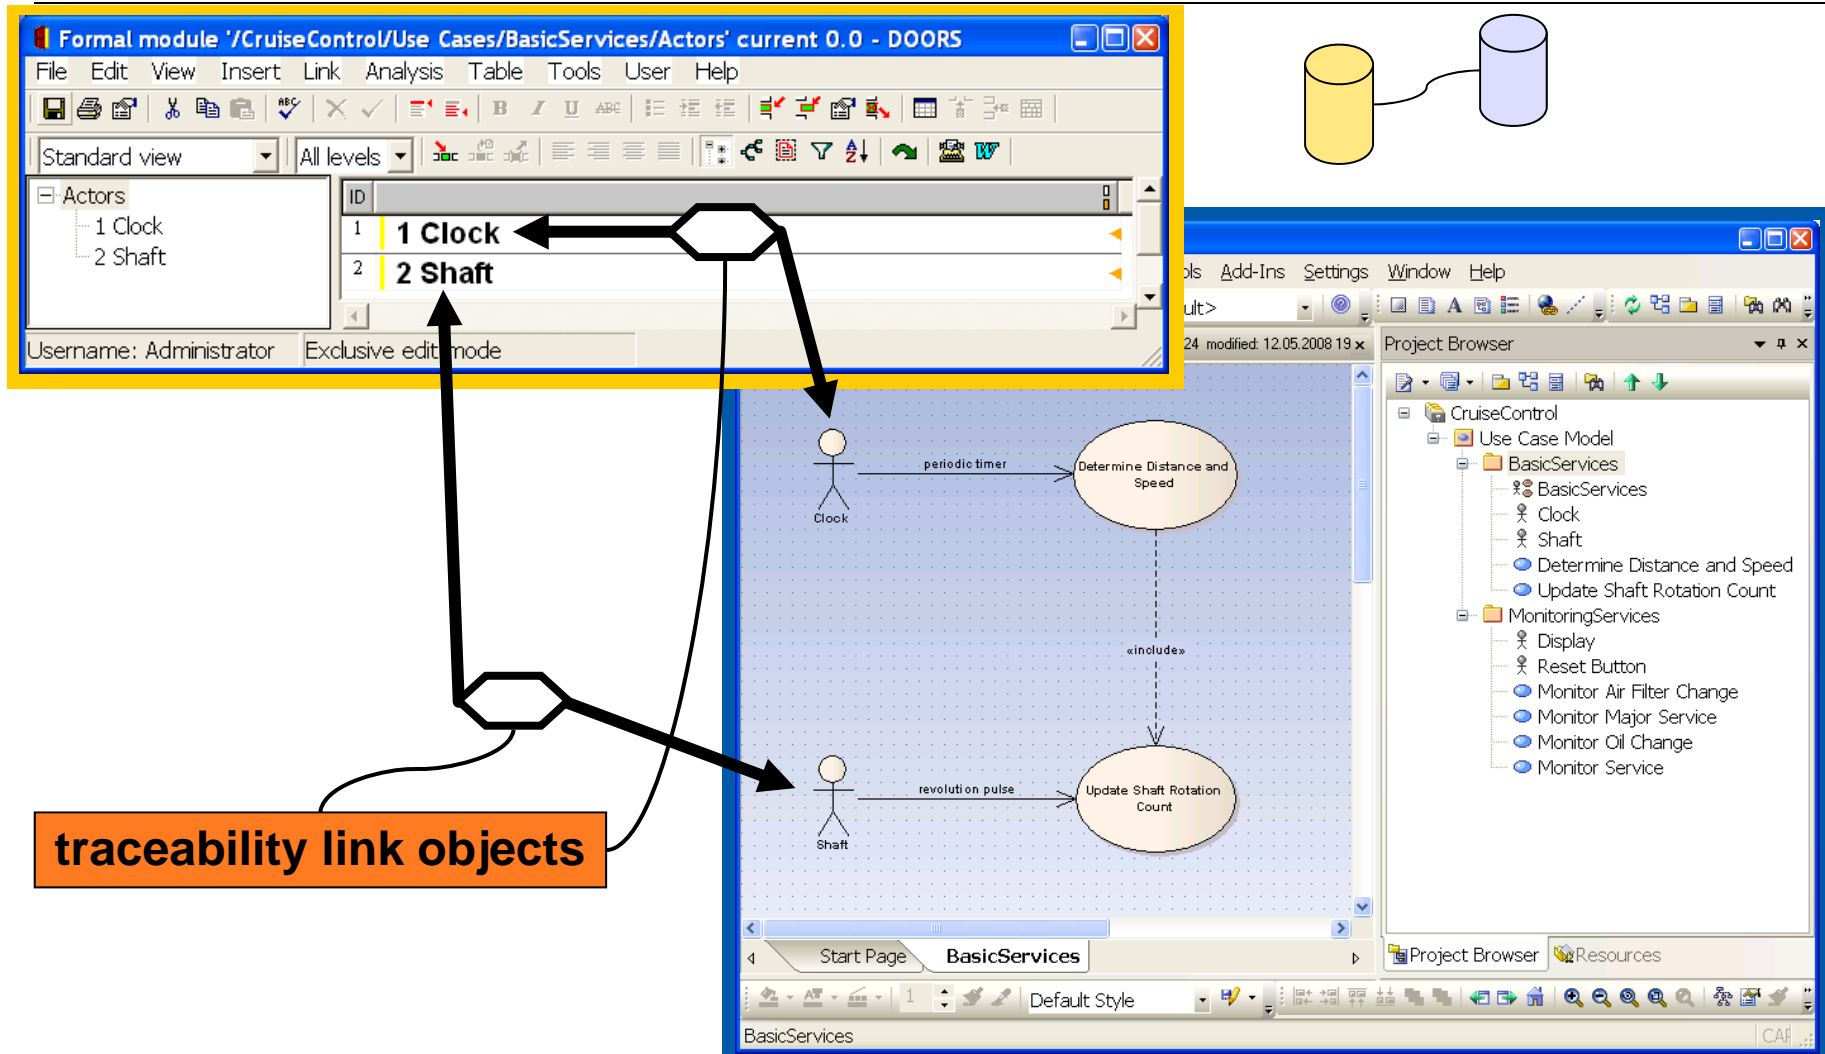 Formal module '/CruiseControl/Use Cases/BasicServices/Actors' current 0.0 - DOORS
File Edit View Insert Link Analysis Table Tools User Help
Standard view All levels
Actors
1 Clock
2 Shaft
ID
1 1 Clock
2 2 Shaft
Username: Administrator Exclusive edit mode
Add-Ins Settings Window Help
ult>
24 modified: 12.05.2008 19
Project Browser
CruiseControl
Use Case Model
BasicServices
BasicServices
Clock
Shaft
Determine Distance and Speed
Update Shaft Rotation Count
MonitoringServices
Display
Reset Button
Monitor Air Filter Change
Monitor Major Service
Monitor Oil Change
Monitor Service
periodic timer
Determine Distance and
Speed
Clock
«include»
revolution pulse
Update Shaft Rotation
Count
Shaft
traceability link objects
Start Page BasicServices
Project Browser Resources
1 Default Style
BasicServices